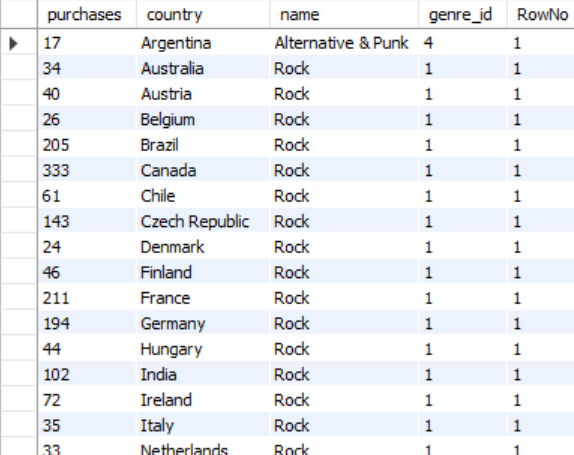 purchases country name genre_id RowNo
17 Argentina Alternative & Punk 4 1
34 Australia Rock 1 1
40 Austria Rock 1 1
26 Belgium Rock 1 1
205 Brazil Rock 1 1
333 Canada Rock 1 1
61 Chile Rock 1 1
143 Czech Republic Rock 1 1
24 Denmark Rock 1 1
46 Finland Rock 1 1
211 France Rock 1 1
194 Germany Rock 1 1
44 Hungary Rock 1 1
102 India Rock 1 1
72 Ireland Rock 1 1
35 Italy Rock 1 1
33 Netherlands Rock 1 1